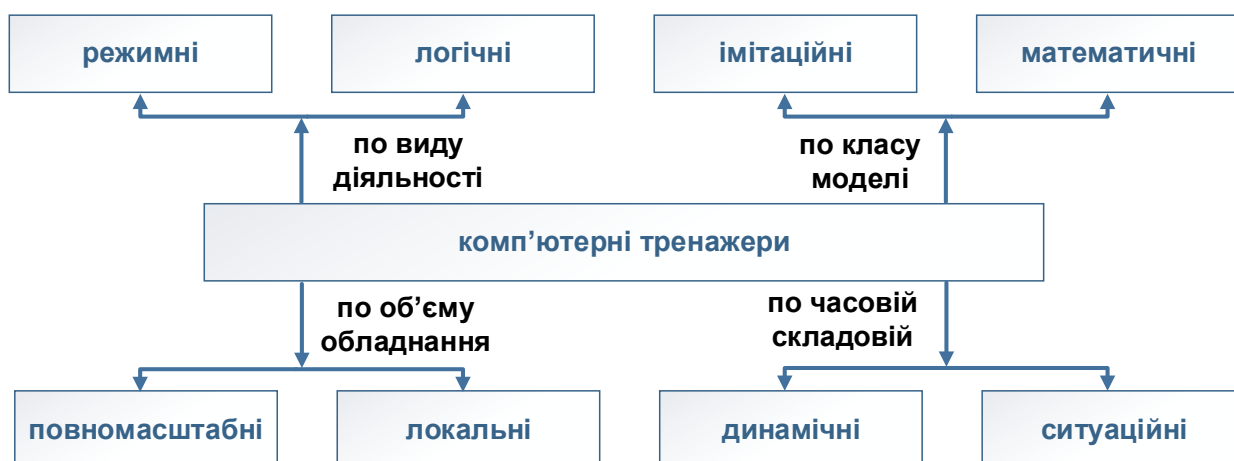 режимні
логічні
імітаційні
математичні
по виду
діяльності
по класу
моделі
комп’ютерні тренажери
по об’єму
обладнання
по часовій
складовій
повномасштабні
локальні
динамічні
ситуаційні